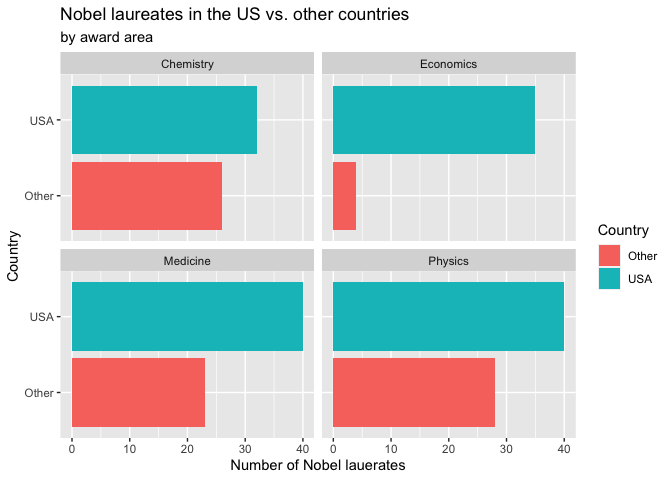 Nobel laureates in the US vs. other countries
by award area
Chemistry
Economics
USA
Other
Medicine
Physics
USA
Other
0 10 20 30 40 0 10 20 30 40
Number of Nobel lauerates
Country
Country
Other
USA